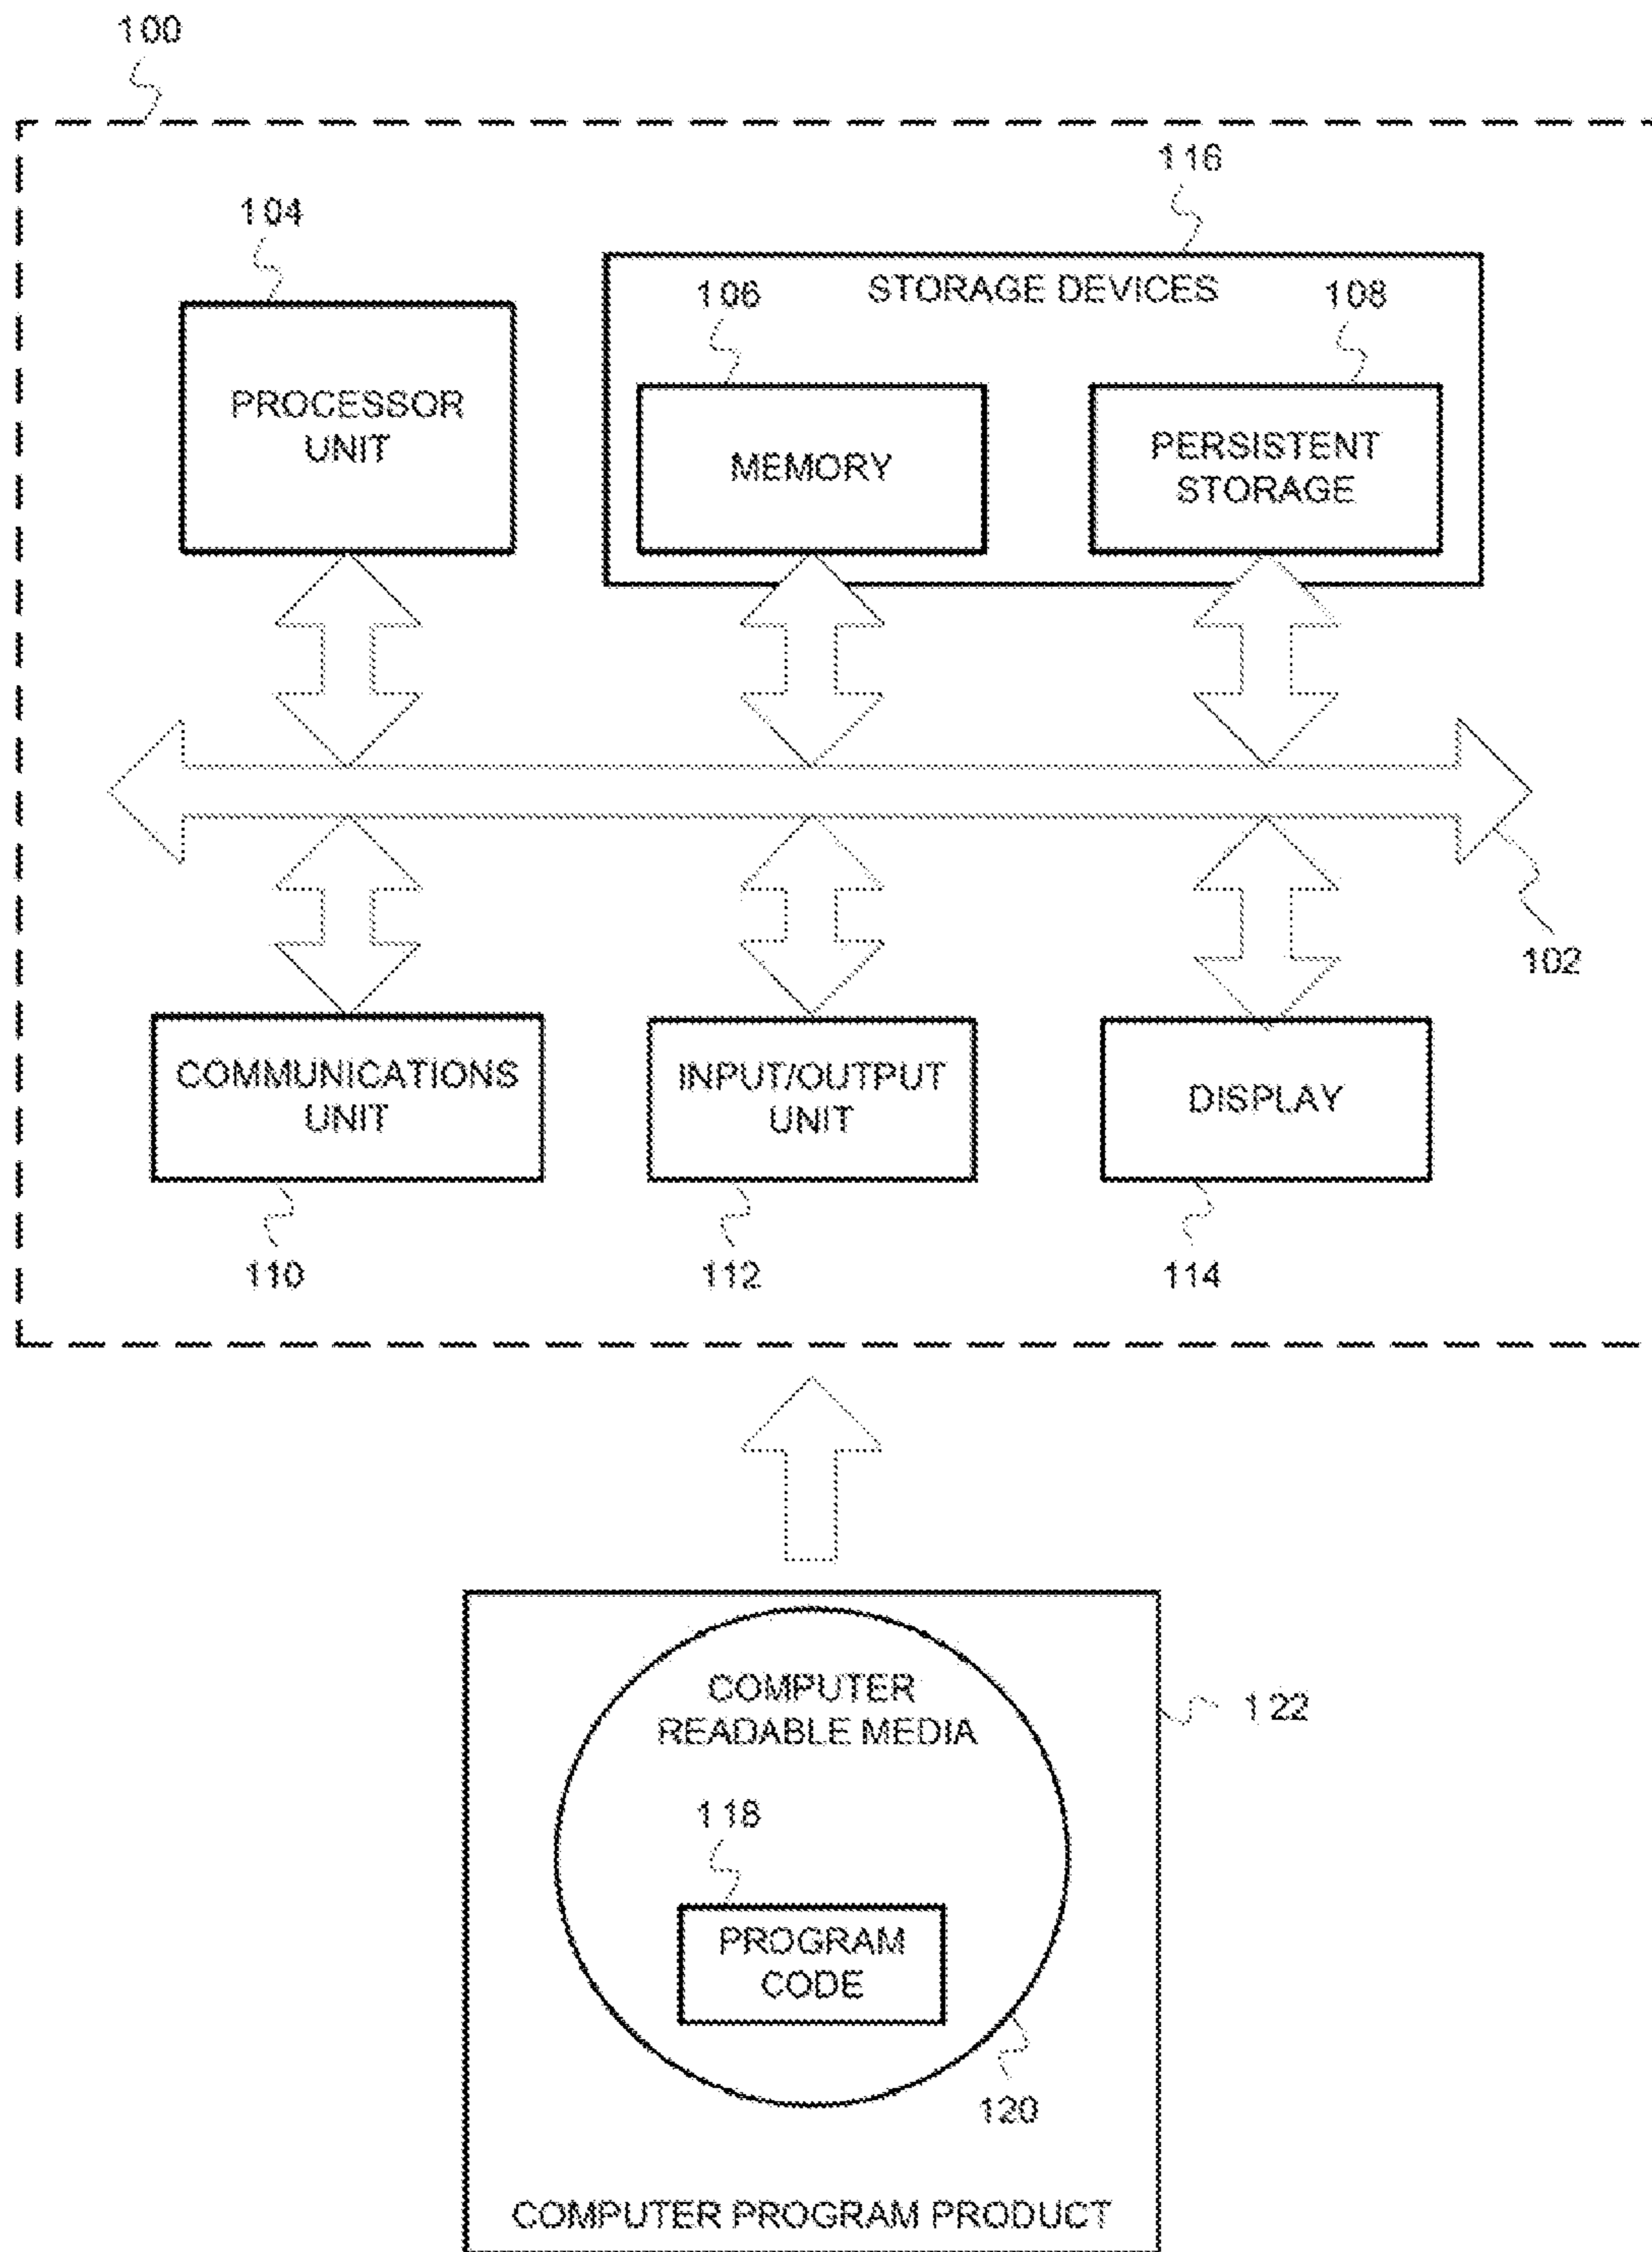 100
116
104
STORAGE DEVICES
106
108
PROCESSOR
UNIT
MEMORY
PERSISTENT
STORAGE
102
COMMUNICATIONS
UNIT
INPUT/OUTPUT
UNIT
DISPLAY
110
112
114
COMPUTER
READABLE MEDIA
122
118
PROGRAM
CODE
120
COMPUTER PROGRAM PRODUCT